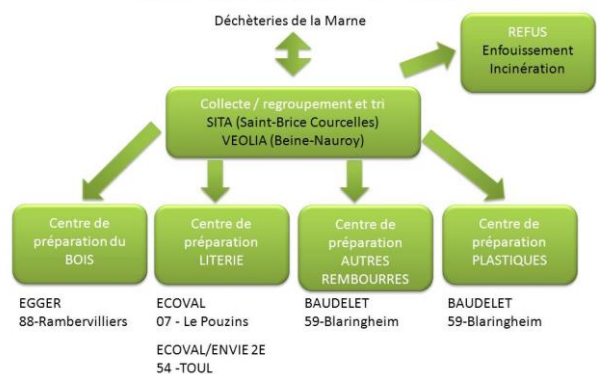 Déchèteries de la Marne
REFUS
Enfouissement
Incinération
Collecte / regroupement et tri
SITA (Saint-Brice Courcelles)
VEOLIA (Beine-Nauroy)
Centre de
préparation du
BOIS
Centre de
préparation
LITERIE
Centre de
préparation
AUTRES
REMBOURRES
Centre de
préparation
PLASTIQUES
EGGER
88-Rambervilliers
ECOVAL
07 - Le Pouzins
ECOVAL/ENVIE 2E
54 -TOUL
BAUDELET
59-Blaringheim
BAUDELET
59-Blaringheim